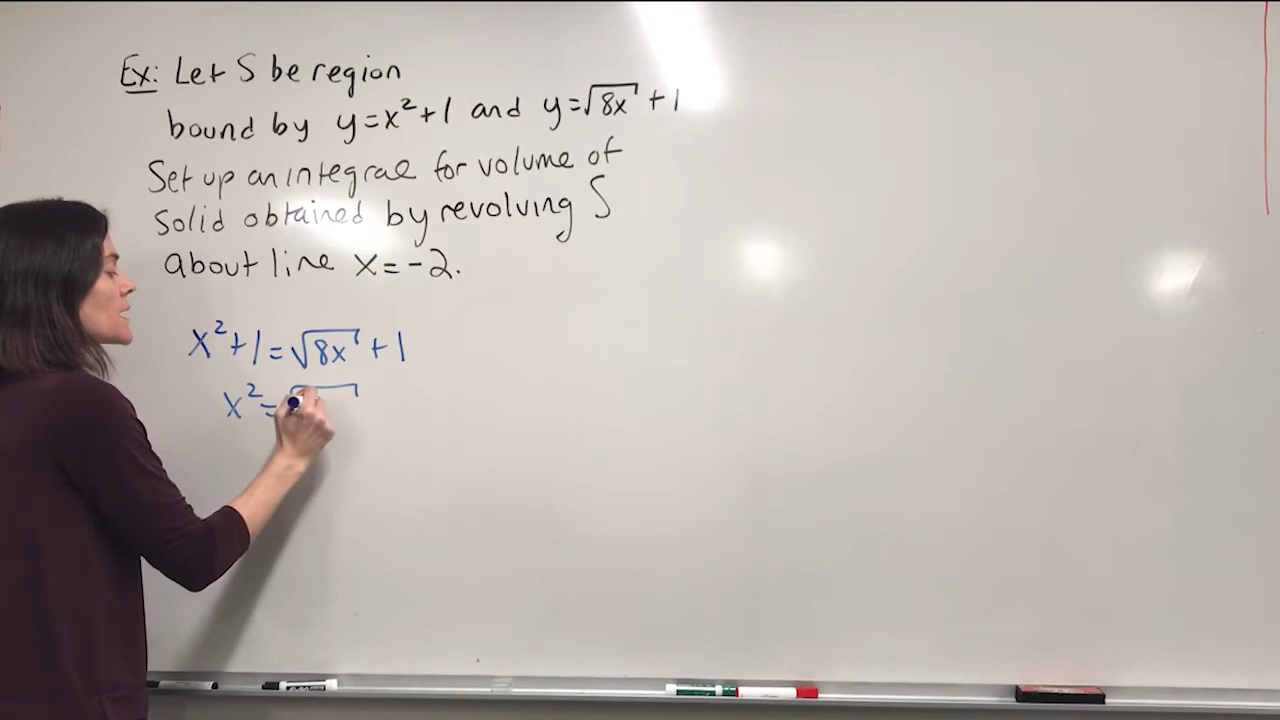 Ex: Let S be region
bound by y=x²+1 and y=√8x +1
Set up an integral for volume of
solid obtained by revolving S
about line x=-2.
x²+1=√8x +1
x²=√